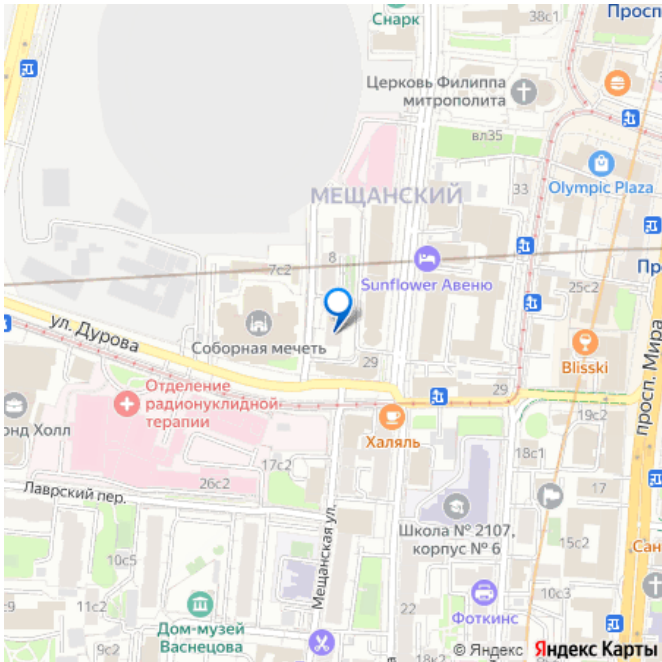 Снарк
38с1
Просп
Церковь Филиппа
митрополита
вл35
Olympic Plaza
МЕЩАНСКИЙ
33
8
7с2
Sunflower Авеню
Про
25с2
ул. Дурова
Соборная мечеть
29
Blisski
просп. Мира
Отделение
радионуклидной
терапии
29
19с2
онд Холл
Халяль
18с1
17с2
26с2
17
Лаврский пер.
Мещанская ул.
Школа № 2107,
корпус № 6
15с2
Сан
10с5
11с2
9с2
Дом-музей
Васнецова
Фоткинс
© Яндекс Яндекс Карты